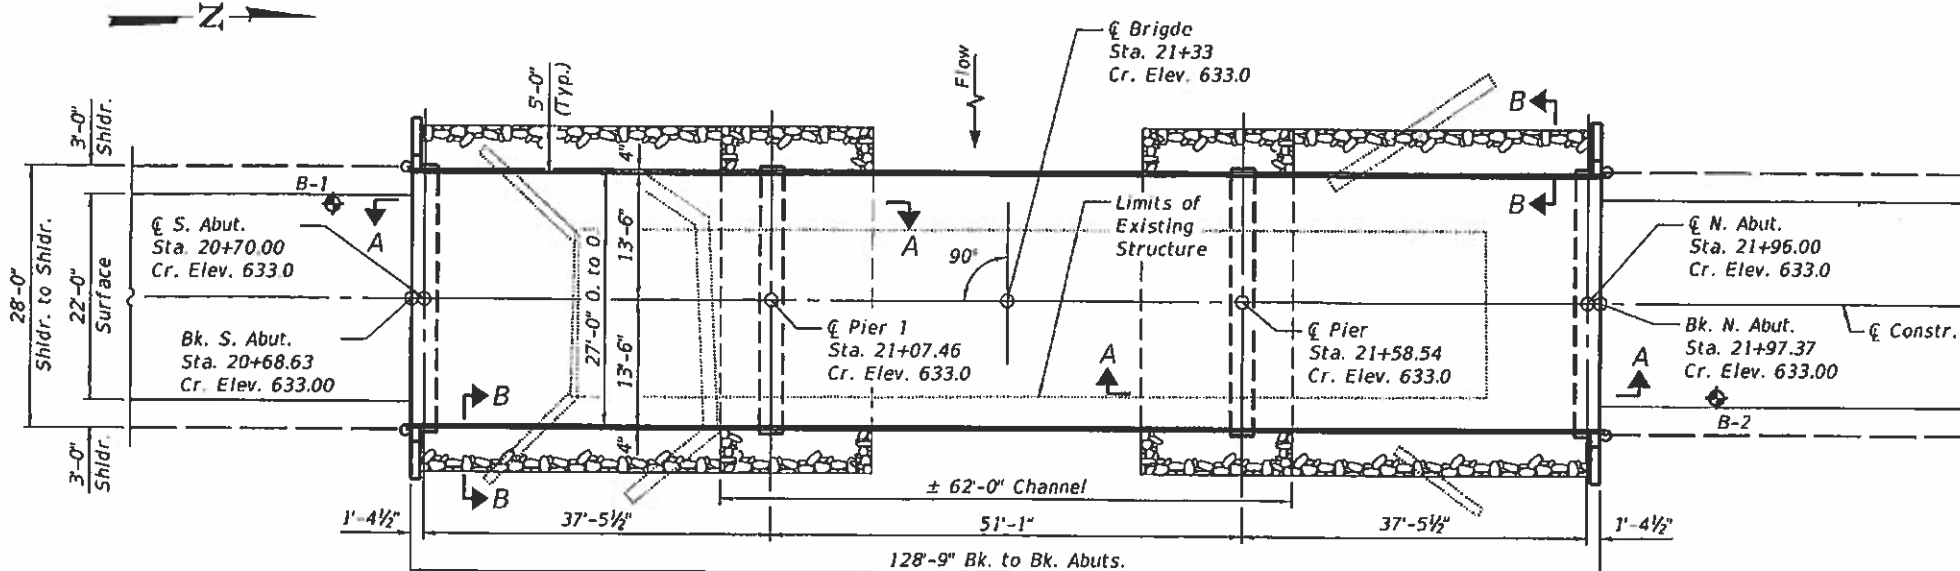 N
3'-0"
Shldr.
28'-0"
Shldr. to Shldr.
22'-0"
Surface
3'-0"
Shldr.
B-1
A
℄ S. Abut.
Sta. 20+70.00
Cr. Elev. 633.0
Bk. S. Abut.
Sta. 20+68.63
Cr. Elev. 633.00
B
B
5'-0"
(Typ.)
4"
13'-6"
27'-0" O. to O
13'-6"
4"
Flow
℄ Brigde
Sta. 21+33
Cr. Elev. 633.0
A
90°
Limits of
Existing
Structure
℄ Pier 1
Sta. 21+07.46
Cr. Elev. 633.0
A
℄ Pier
Sta. 21+58.54
Cr. Elev. 633.0
B
B
℄ N. Abut.
Sta. 21+96.00
Cr. Elev. 633.0
Bk. N. Abut.
Sta. 21+97.37
Cr. Elev. 633.00
A
℄ Constr.
B-2
± 62'-0" Channel
1'-4½"
37'-5½"
51'-1"
37'-5½"
1'-4½"
128'-9" Bk. to Bk. Abuts.